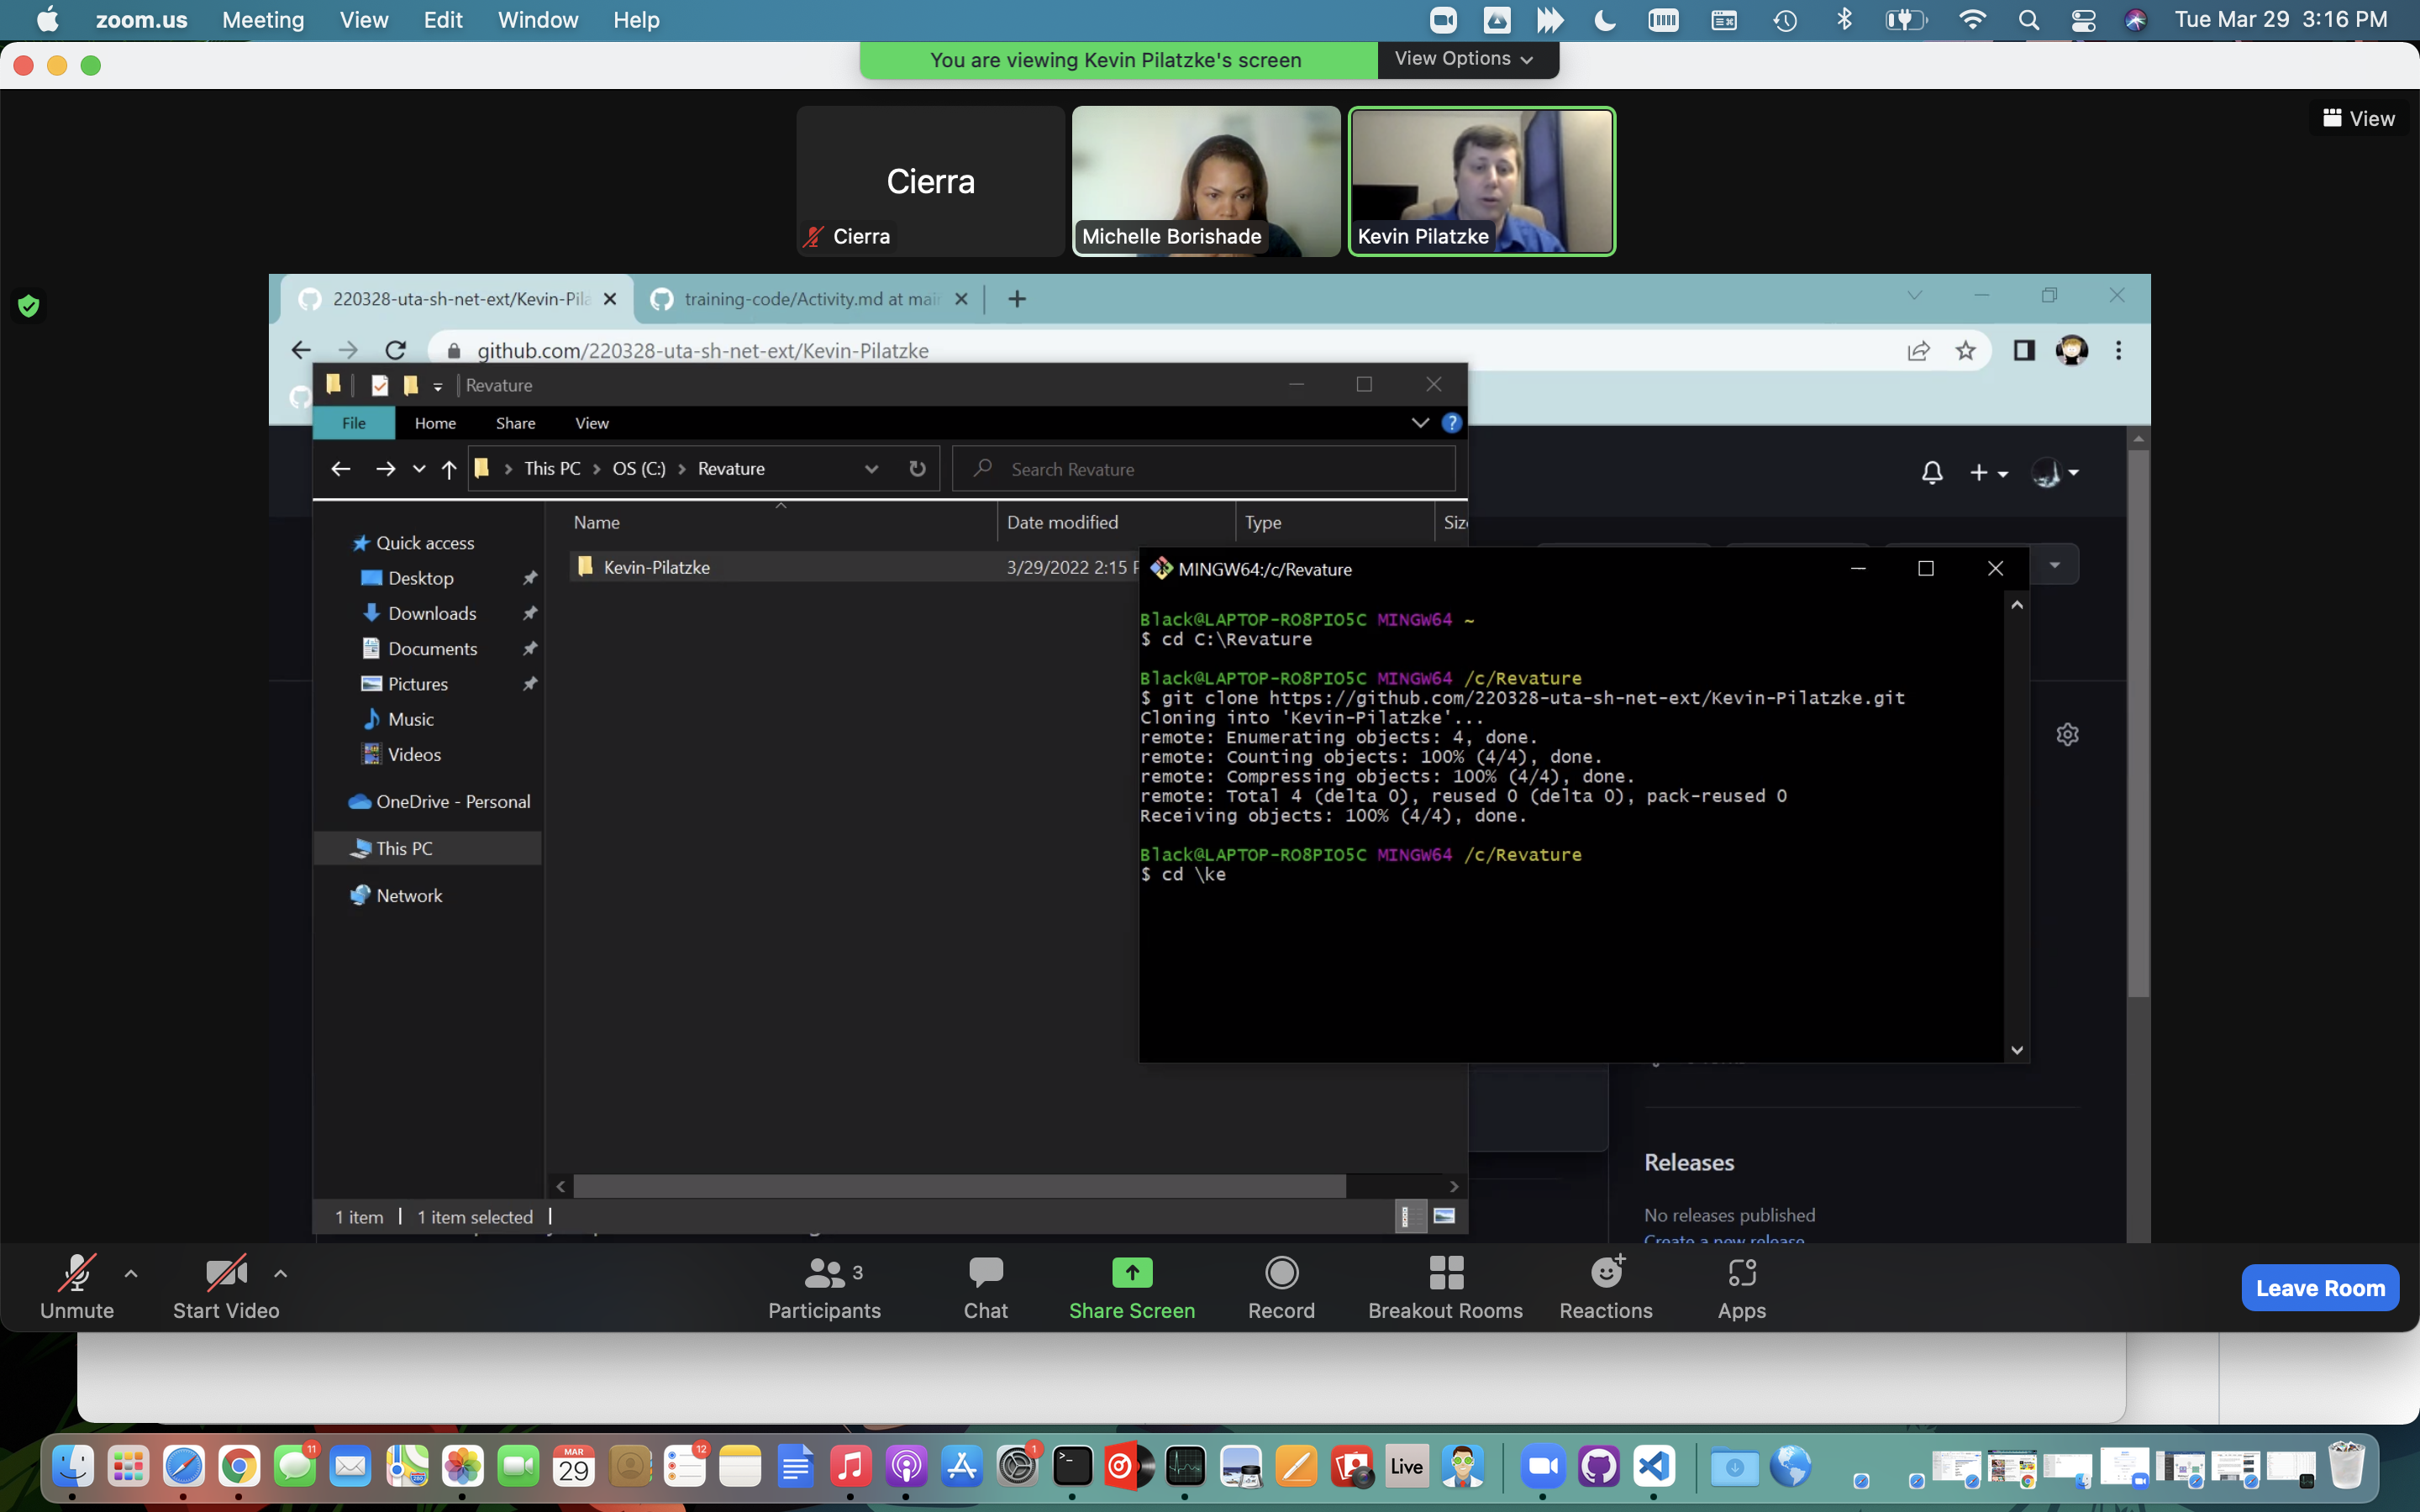 zoom.us Meeting View Edit Window Help
Tue Mar 29 3:16 PM
You are viewing Kevin Pilatzke's screen
View Options
View
Cierra
Cierra
Michelle Borishade
Kevin Pilatzke
220328-uta-sh-net-ext/Kevin-Pila
training-code/Activity.md at mai
github.com/220328-uta-sh-net-ext/Kevin-Pilatzke
Revature
File Home Share View
This PC > OS (C:) > Revature
Search Revature
Name Date modified Type Siz
Quick access
Desktop
Downloads
Documents
Pictures
Music
Videos
OneDrive - Personal
This PC
Network
Kevin-Pilatzke 3/29/2022 2:15
MINGW64:/c/Revature
Black@LAPTOP-RO8PIO5C MINGW64 ~
$ cd C:\Revature
Black@LAPTOP-RO8PIO5C MINGW64 /c/Revature
$ git clone https://github.com/220328-uta-sh-net-ext/Kevin-Pilatzke.git
Cloning into 'Kevin-Pilatzke'...
remote: Enumerating objects: 4, done.
remote: Counting objects: 100% (4/4), done.
remote: Compressing objects: 100% (4/4), done.
remote: Total 4 (delta 0), reused 0 (delta 0), pack-reused 0
Receiving objects: 100% (4/4), done.
Black@LAPTOP-RO8PIO5C MINGW64 /c/Revature
$ cd \ke
Releases
No releases published
Create a new release
1 item 1 item selected
Unmute
Start Video
3
Participants
Chat
Share Screen
Record
Breakout Rooms
Reactions
Apps
Leave Room
11
MAR
29
12
1
Live